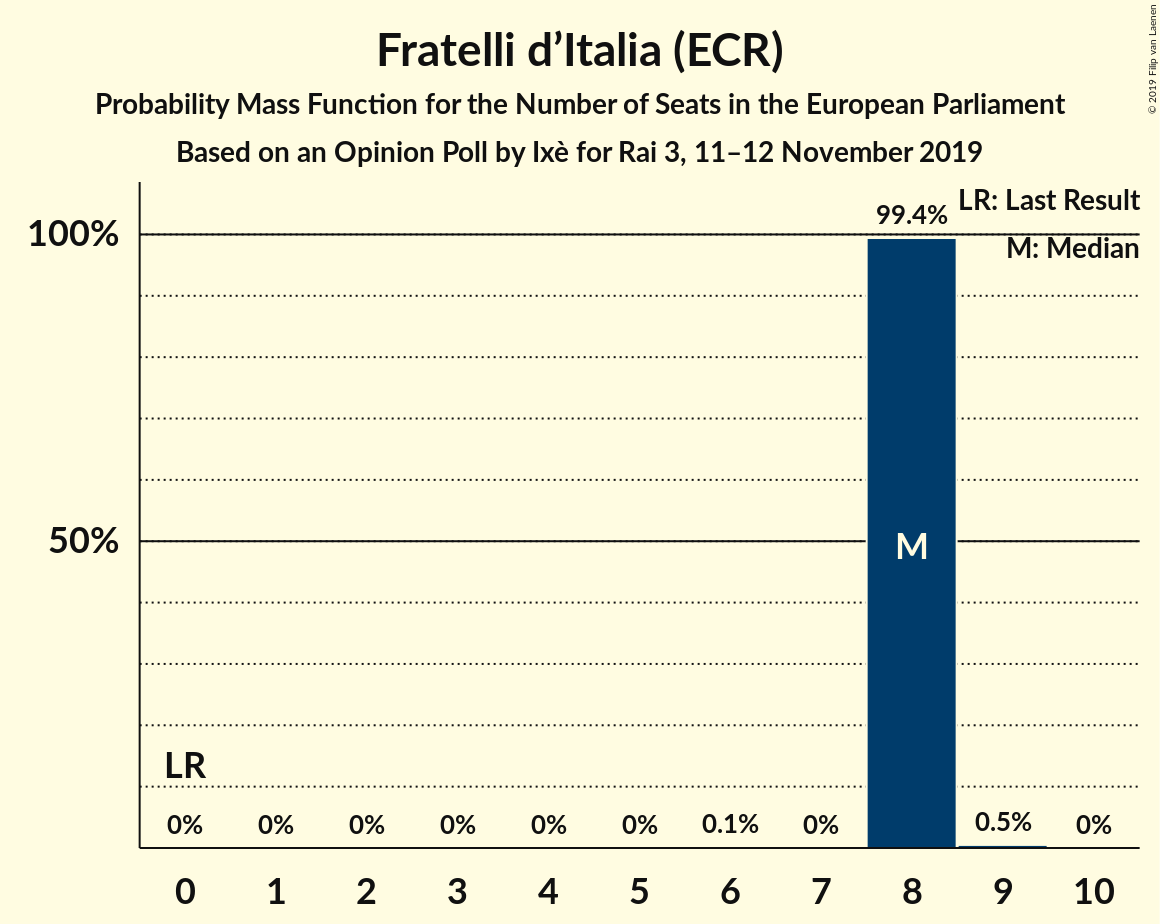 Fratelli d’Italia (ECR)
Probability Mass Function for the Number of Seats in the European Parliament
Based on an Opinion Poll by Ixè for Rai 3, 11–12 November 2019
© 2019 Filip van Laenen
LR: Last Result
M: Median
99.4%
100%
50%
M
LR
0% 0% 0% 0% 0% 0% 0.1% 0% 0.5% 0%
0 1 2 3 4 5 6 7 8 9 10